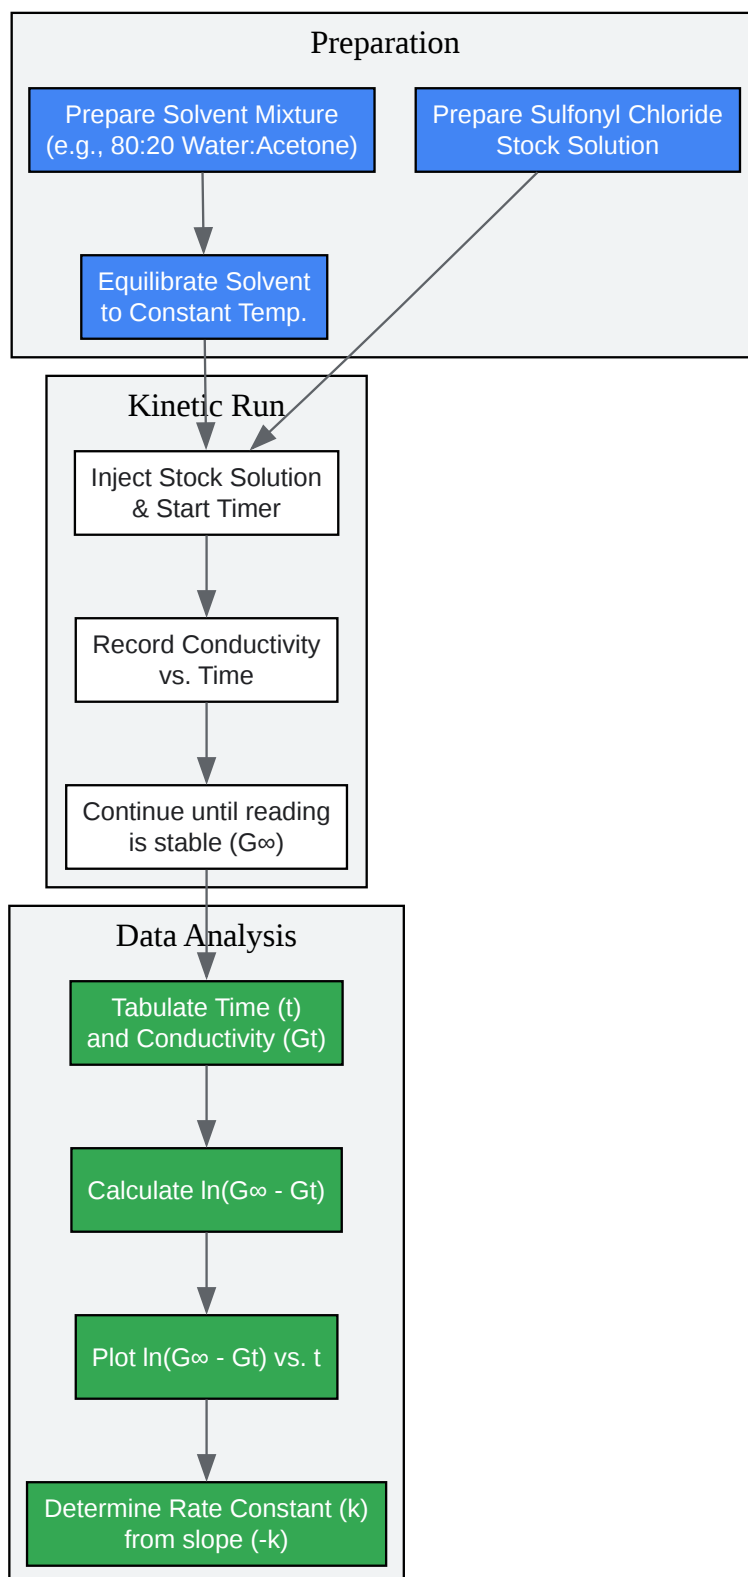 Preparation
Prepare Solvent Mixture
(e.g., 80:20 Water:Acetone)
Prepare Sulfonyl Chloride
Stock Solution
Equilibrate Solvent
to Constant Temp.
Kinetic Run
Inject Stock Solution
& Start Timer
Record Conductivity
vs. Time
Continue until reading
is stable (G∞)
Data Analysis
Tabulate Time (t)
and Conductivity (Gt)
Calculate ln(G∞ - Gt)
Plot ln(G∞ - Gt) vs. t
Determine Rate Constant (k)
from slope (-k)